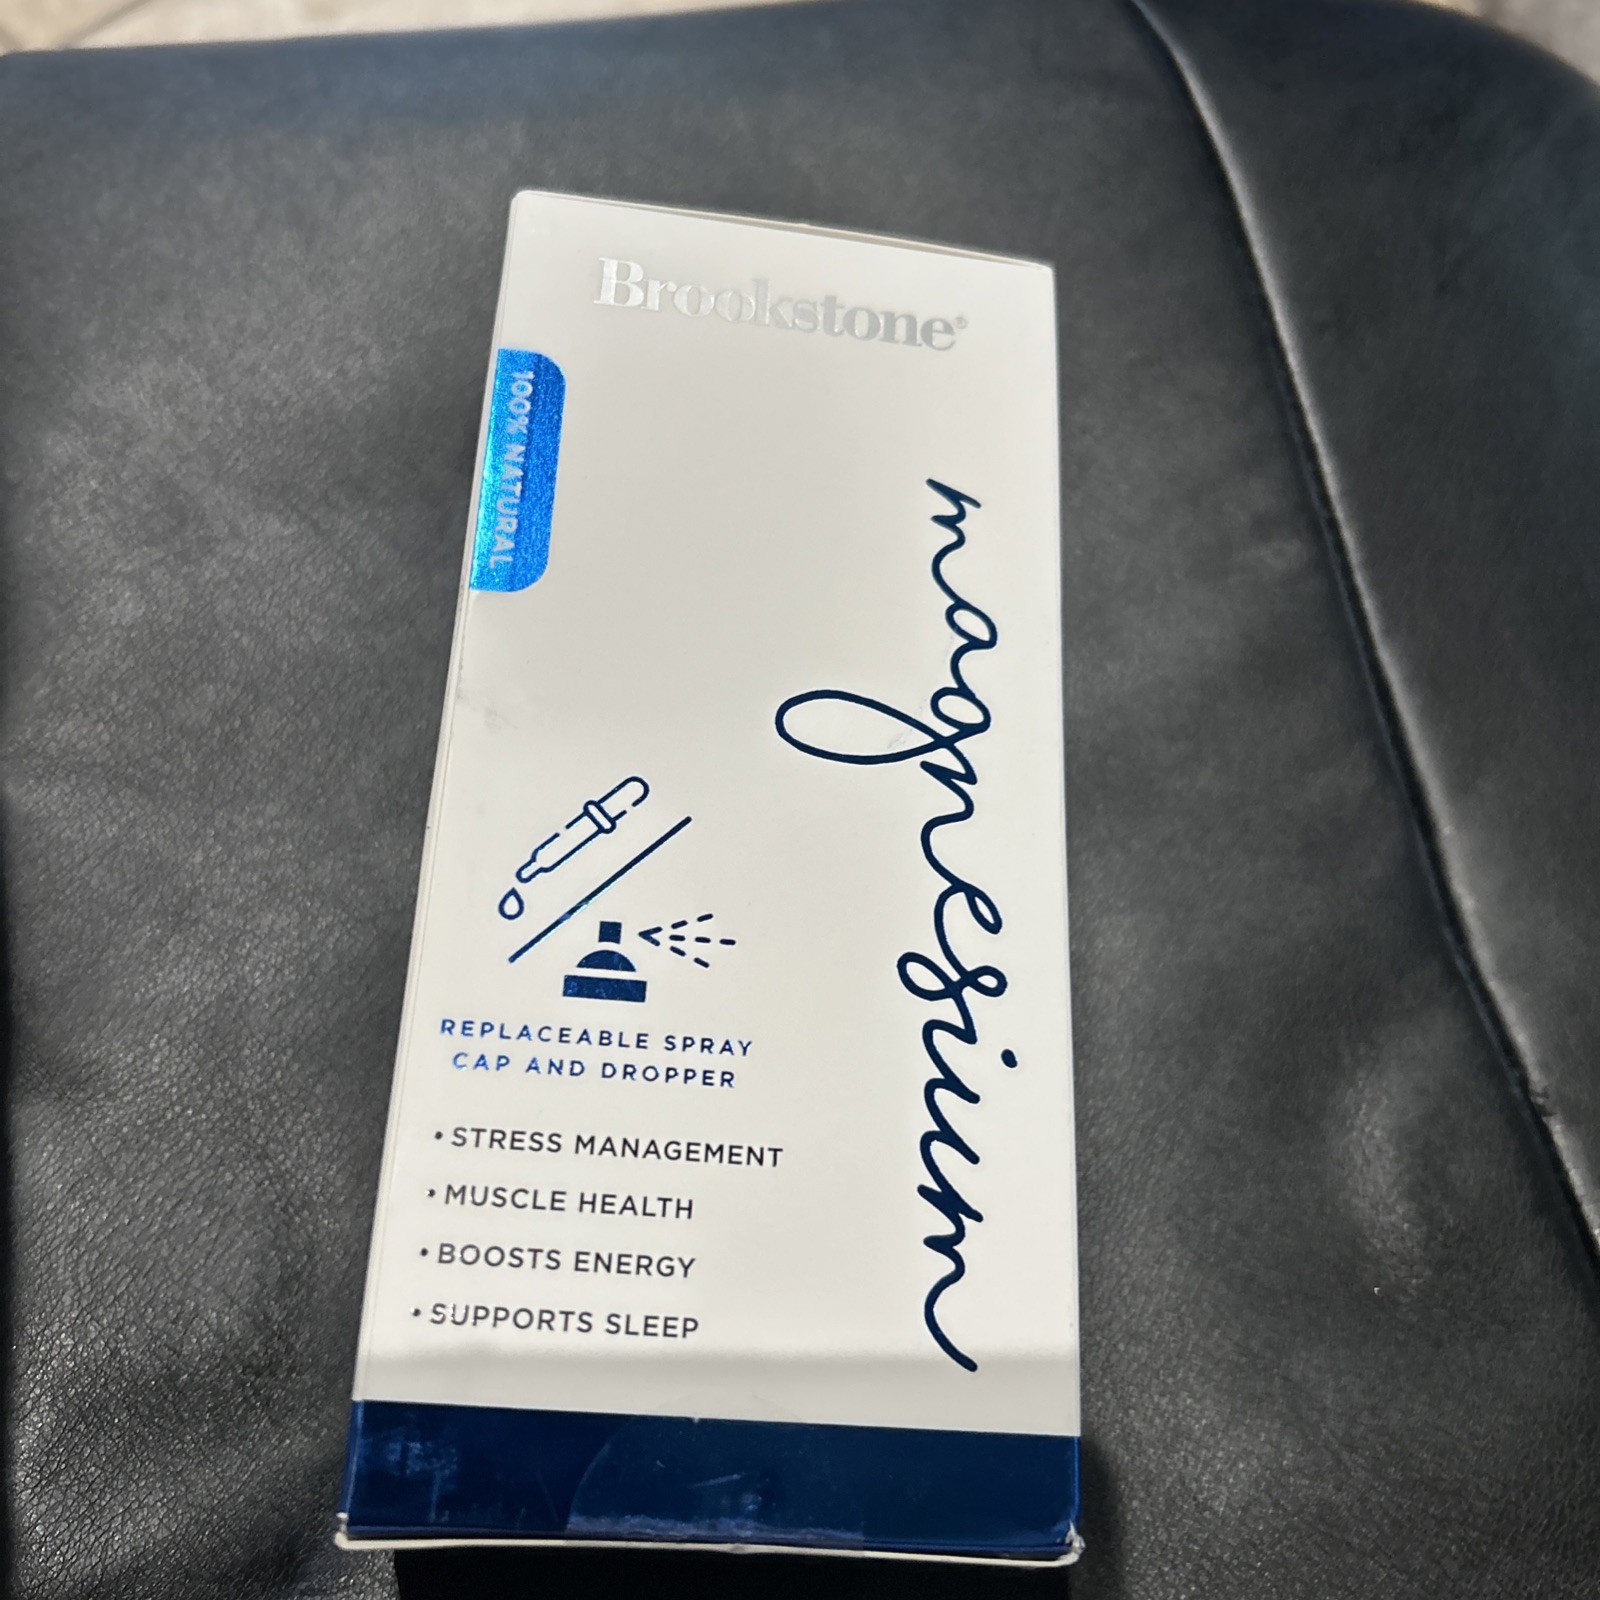 Brookstone®
100% NATURAL
magnesium
REPLACEABLE SPRAY
CAP AND DROPPER
• STRESS MANAGEMENT
• MUSCLE HEALTH
• BOOSTS ENERGY
• SUPPORTS SLEEP